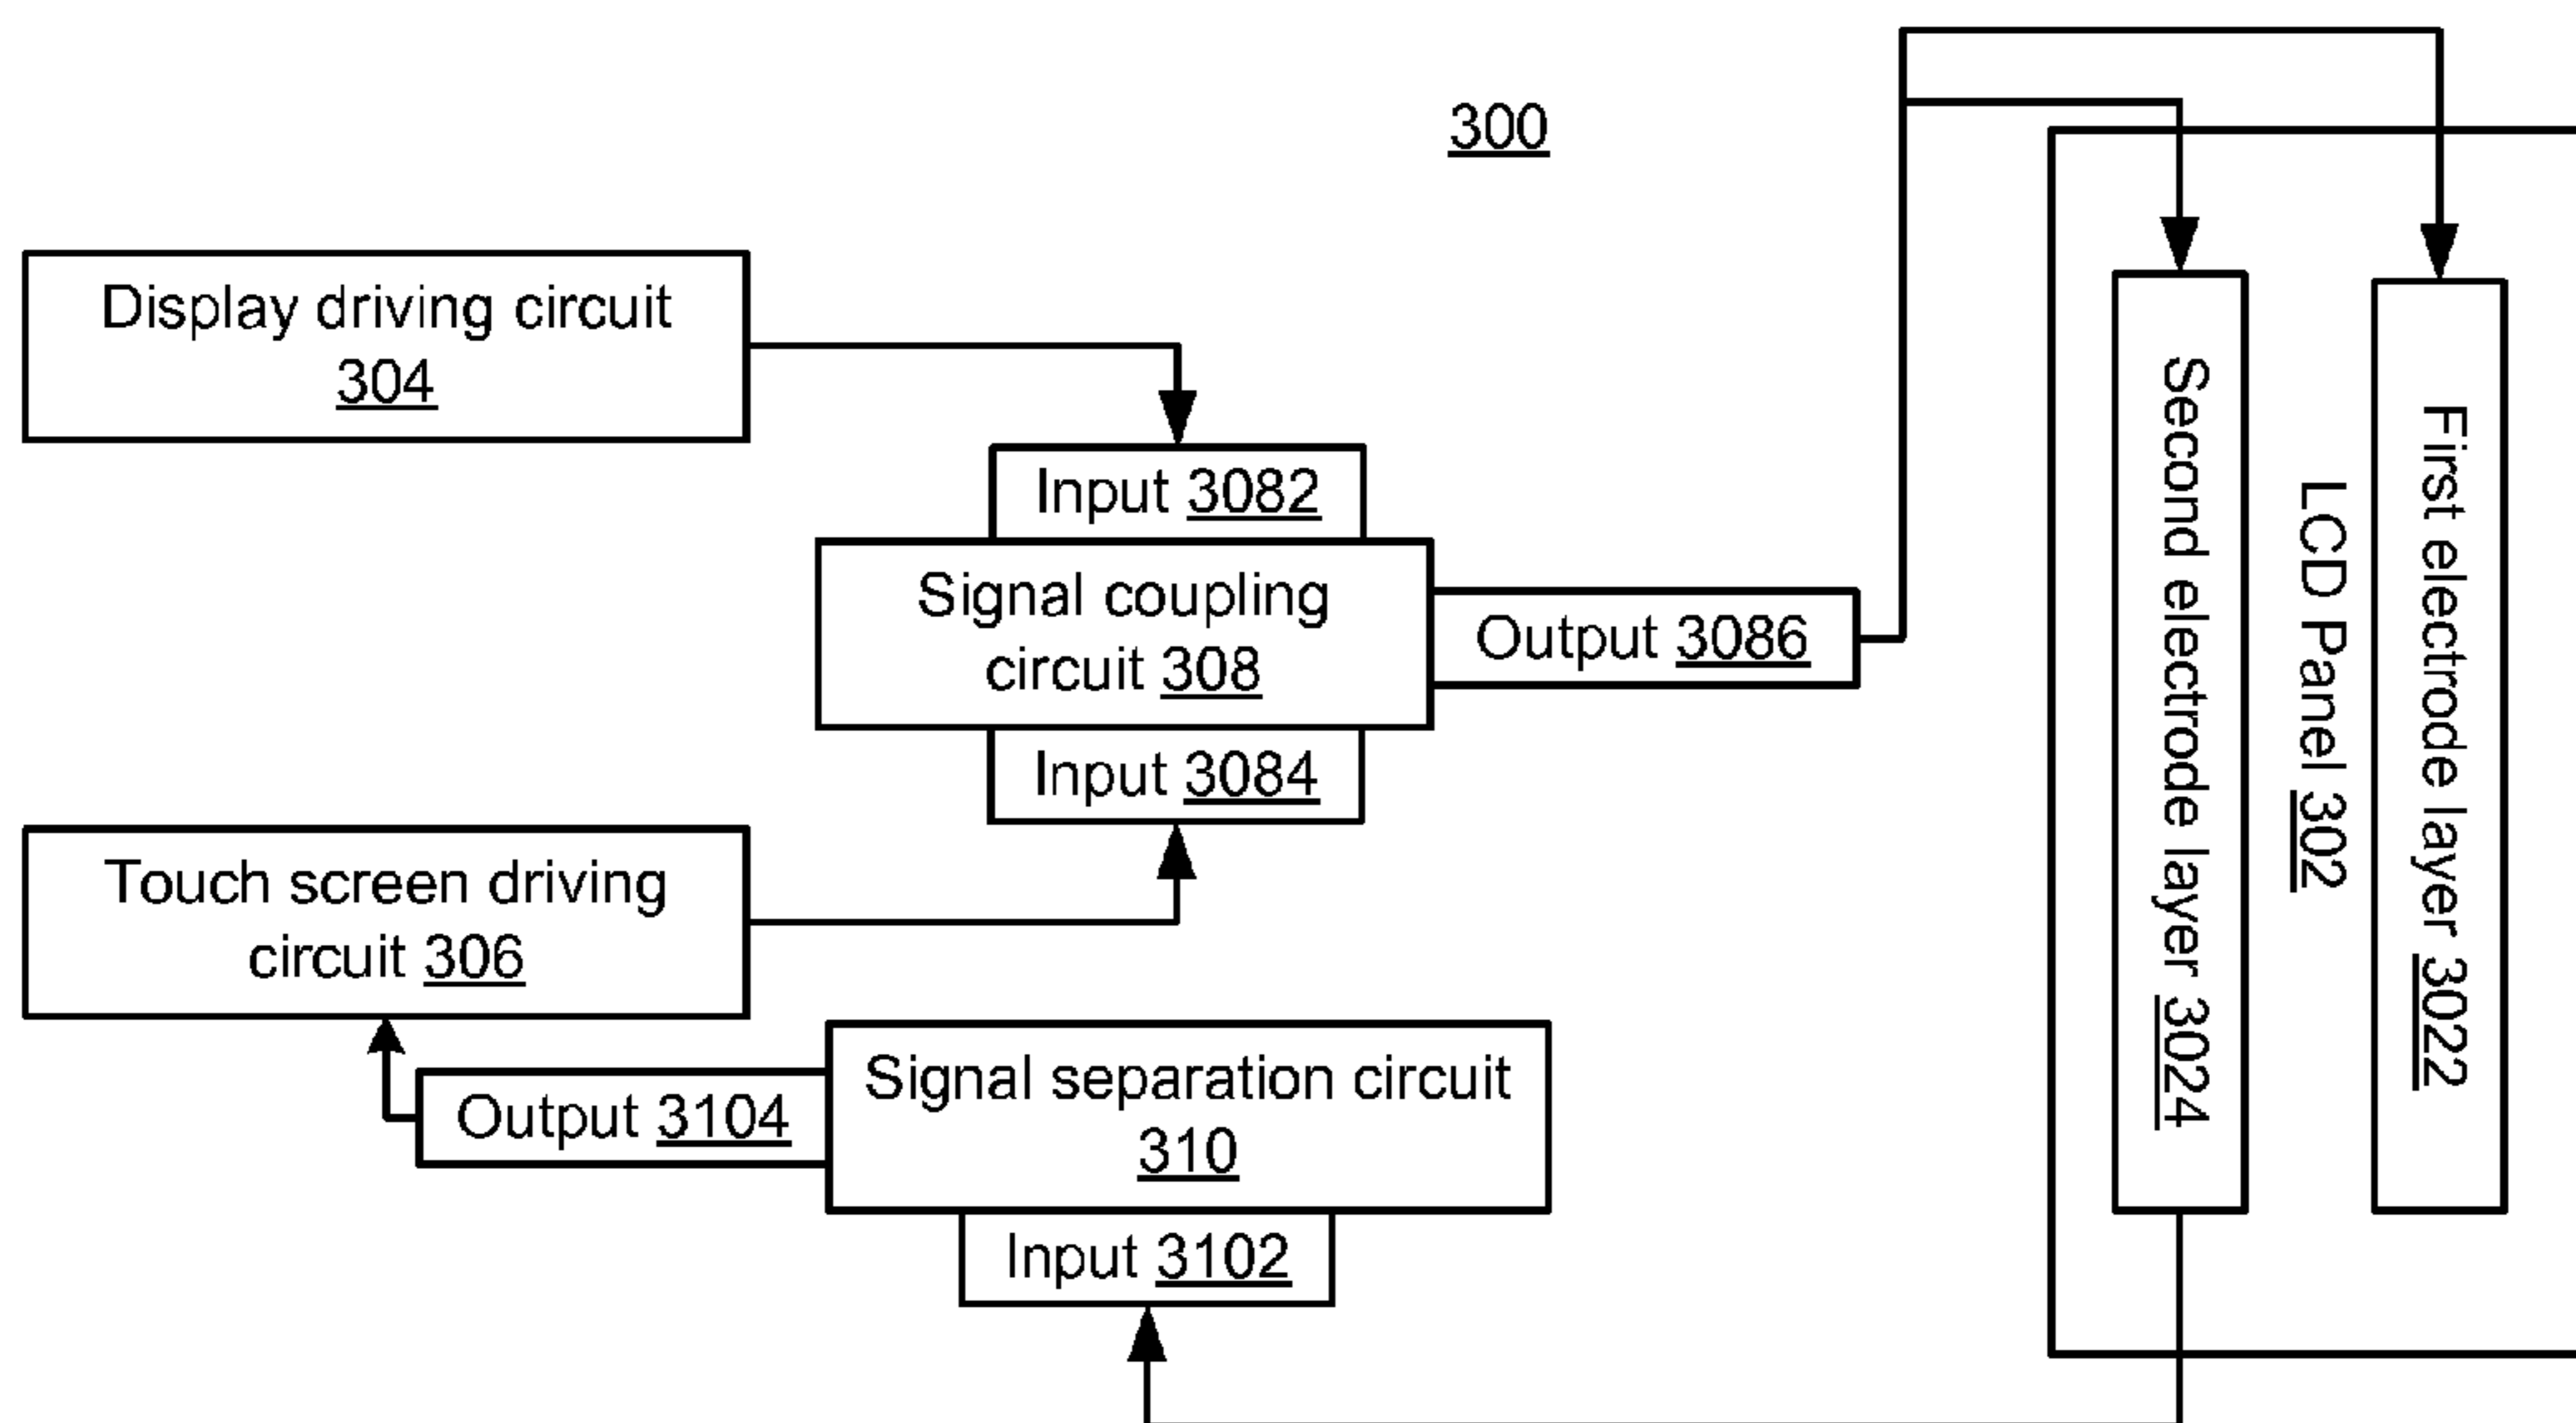 300
Display driving circuit
304
Input 3082
Signal coupling
circuit 308
Output 3086
Input 3084
Touch screen driving
circuit 306
Signal separation circuit
310
Output 3104
Input 3102
Second electrode layer 3024
LCD Panel 302
First electrode layer 3022